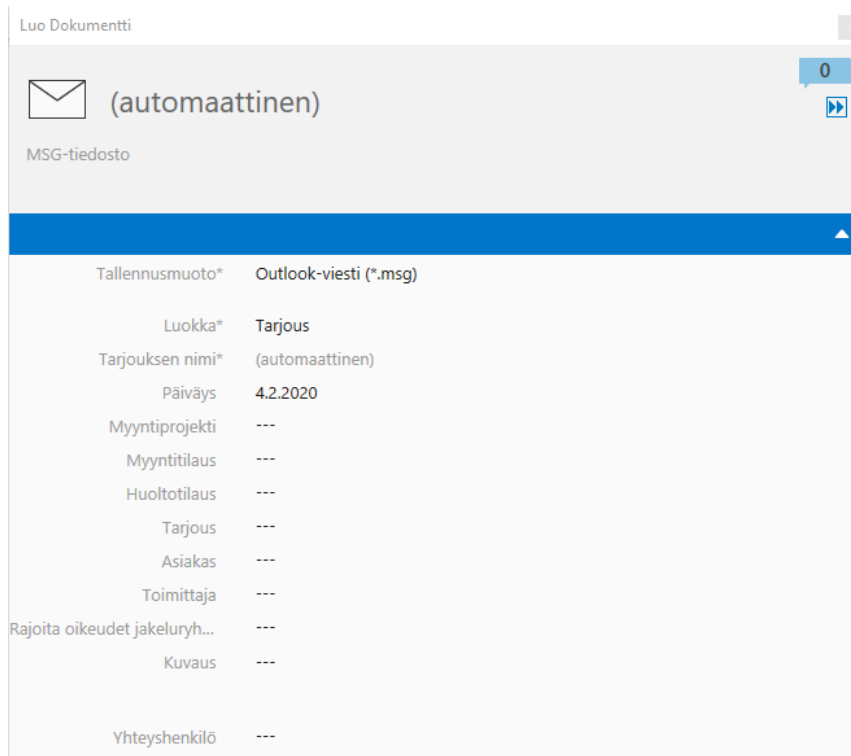 Luo Dokumentti
0
(automaattinen)
MSG-tiedosto
Tallennusmuoto* Outlook-viesti (*.msg)
Luokka* Tarjous
Tarjouksen nimi* (automaattinen)
Päiväys 4.2.2020
Myyntiprojekti ---
Myyntitilaus ---
Huoltotilaus ---
Tarjous ---
Asiakas ---
Toimittaja ---
Rajoita oikeudet jakeluryh... ---
Kuvaus ---
Yhteyshenkilö ---